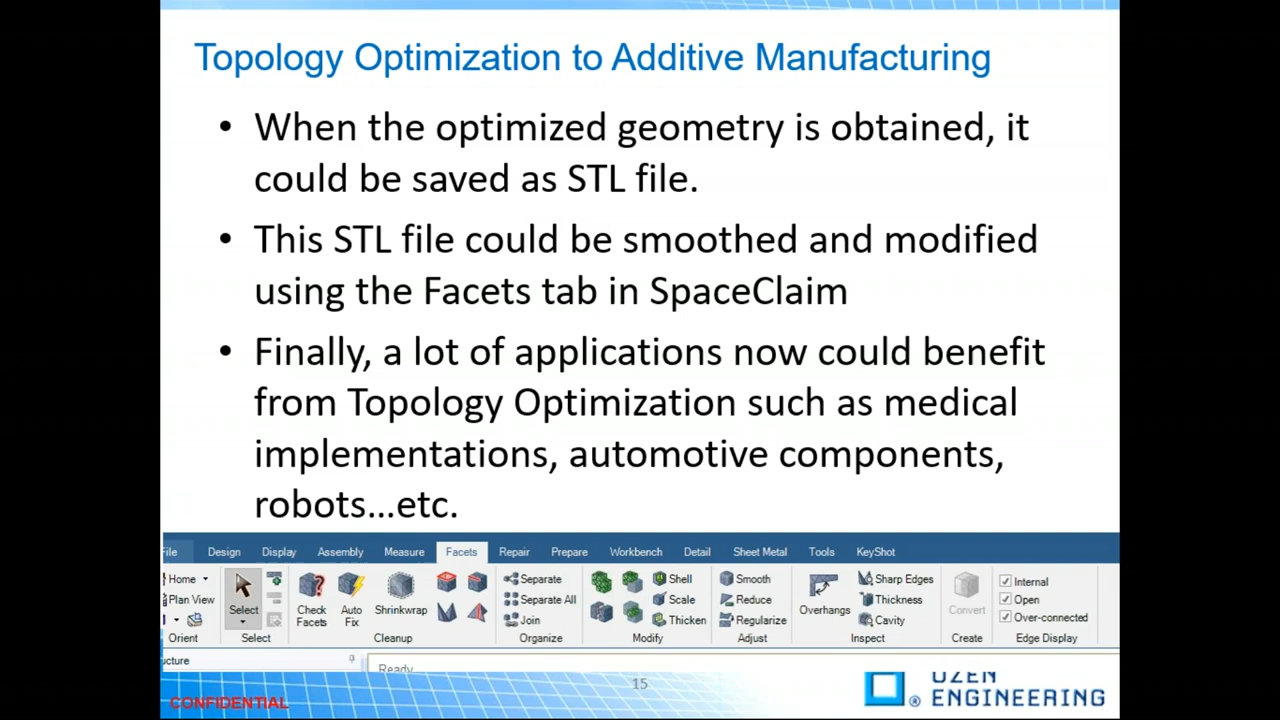 Topology Optimization to Additive Manufacturing
• When the optimized geometry is obtained, it
could be saved as STL file.
• This STL file could be smoothed and modified
using the Facets tab in SpaceClaim
• Finally, a lot of applications now could benefit
from Topology Optimization such as medical
implementations, automotive components,
robots...etc.
File Design Display Assembly Measure Facets Repair Prepare Workbench Detail Sheet Metal Tools KeyShot
Home
Plan View
Orient
Select
Select
Check
Facets
Auto
Fix
Shrinkwrap
Cleanup
Separate
Separate All
Join
Organize
Shell
Scale
Thicken
Modify
Smooth
Reduce
Regularize
Adjust
Overhangs
Sharp Edges
Thickness
Cavity
Inspect
Convert
Create
Internal
Open
Over-connected
Edge Display
ucture
Ready
CONFIDENTIAL
15
OZEN
ENGINEERING
®